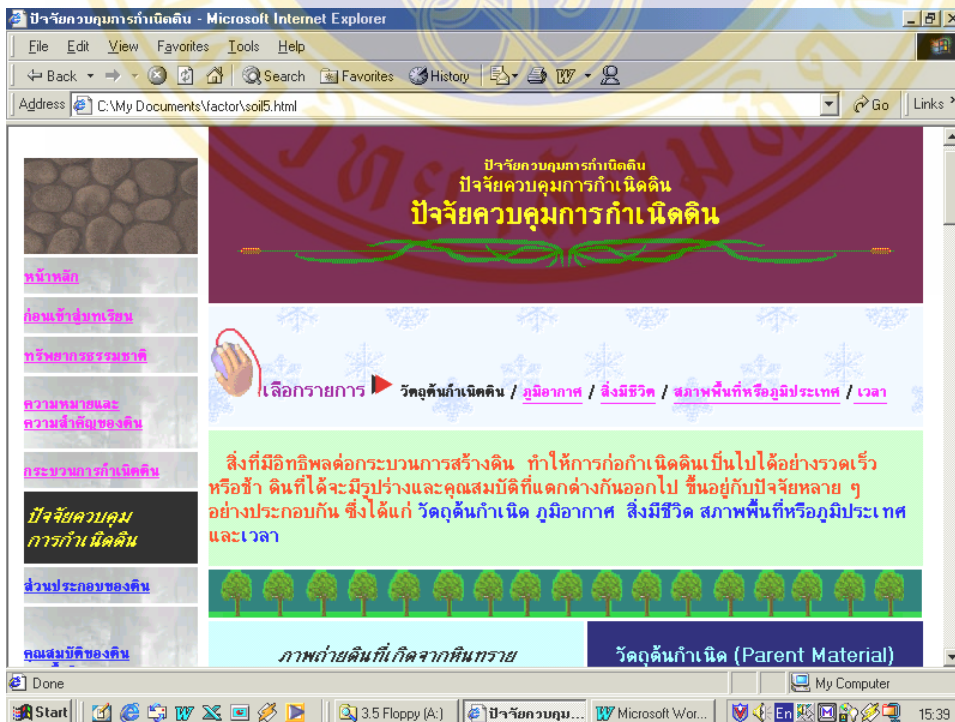 ปัจัยควบคุมการกำเนิดดิน - Microsoft Internet Explorer
File Edit View Favorites Tools Help
Back Search Favorites History
Address C:\My Documents\factor\soil5.html Go Links
ปัจัยควบคุมการกำเนิดดิน
ปัจจัยควบคุมการกำเนิดดิน
ปัจจัยควบคุมการกำเนิดดิน
หน้าหลัก
ก่อนเข้าสู่บทเรียน
ทรัพยากรธรรมชาติ
ความหมายและ
ความสำคัญของดิน
กระบวนการกำเนิดดิน
ปัจจัยควบคุม
การกำเนิดดิน
ส่วนประกอบของดิน
คุณสมบัติของดิน
เลือกรายการ วัตถุต้นกำเนิดดิน / ภูมิอากาศ / สิ่งมีชีวิต / สภาพพื้นที่หรือภูมิประเทศ / เวลา
สิ่งที่มีอิทธิพลต่อกระบวนการสร้างดิน ทำให้การก่อกำเนิดดินเป็นไปได้อย่างรวดเร็ว
หรือช้า ดินที่ได้จะมีรูปร่างและคุณสมบัติที่แตกต่างกันออกไป ขึ้นอยู่กับปัจจัยหลาย ๆ
อย่างประกอบกัน ซึ่งได้แก่ วัตถุต้นกำเนิด ภูมิอากาศ สิ่งมีชีวิต สภาพพื้นที่หรือภูมิประเทศ
และเวลา
ภาพถ่ายดินที่เกิดจากหินทราย
วัตถุต้นกำเนิด (Parent Material)
Done My Computer
Start 3.5 Floppy (A:) ปัจัยควบคุม... Microsoft Wor... En 15:39